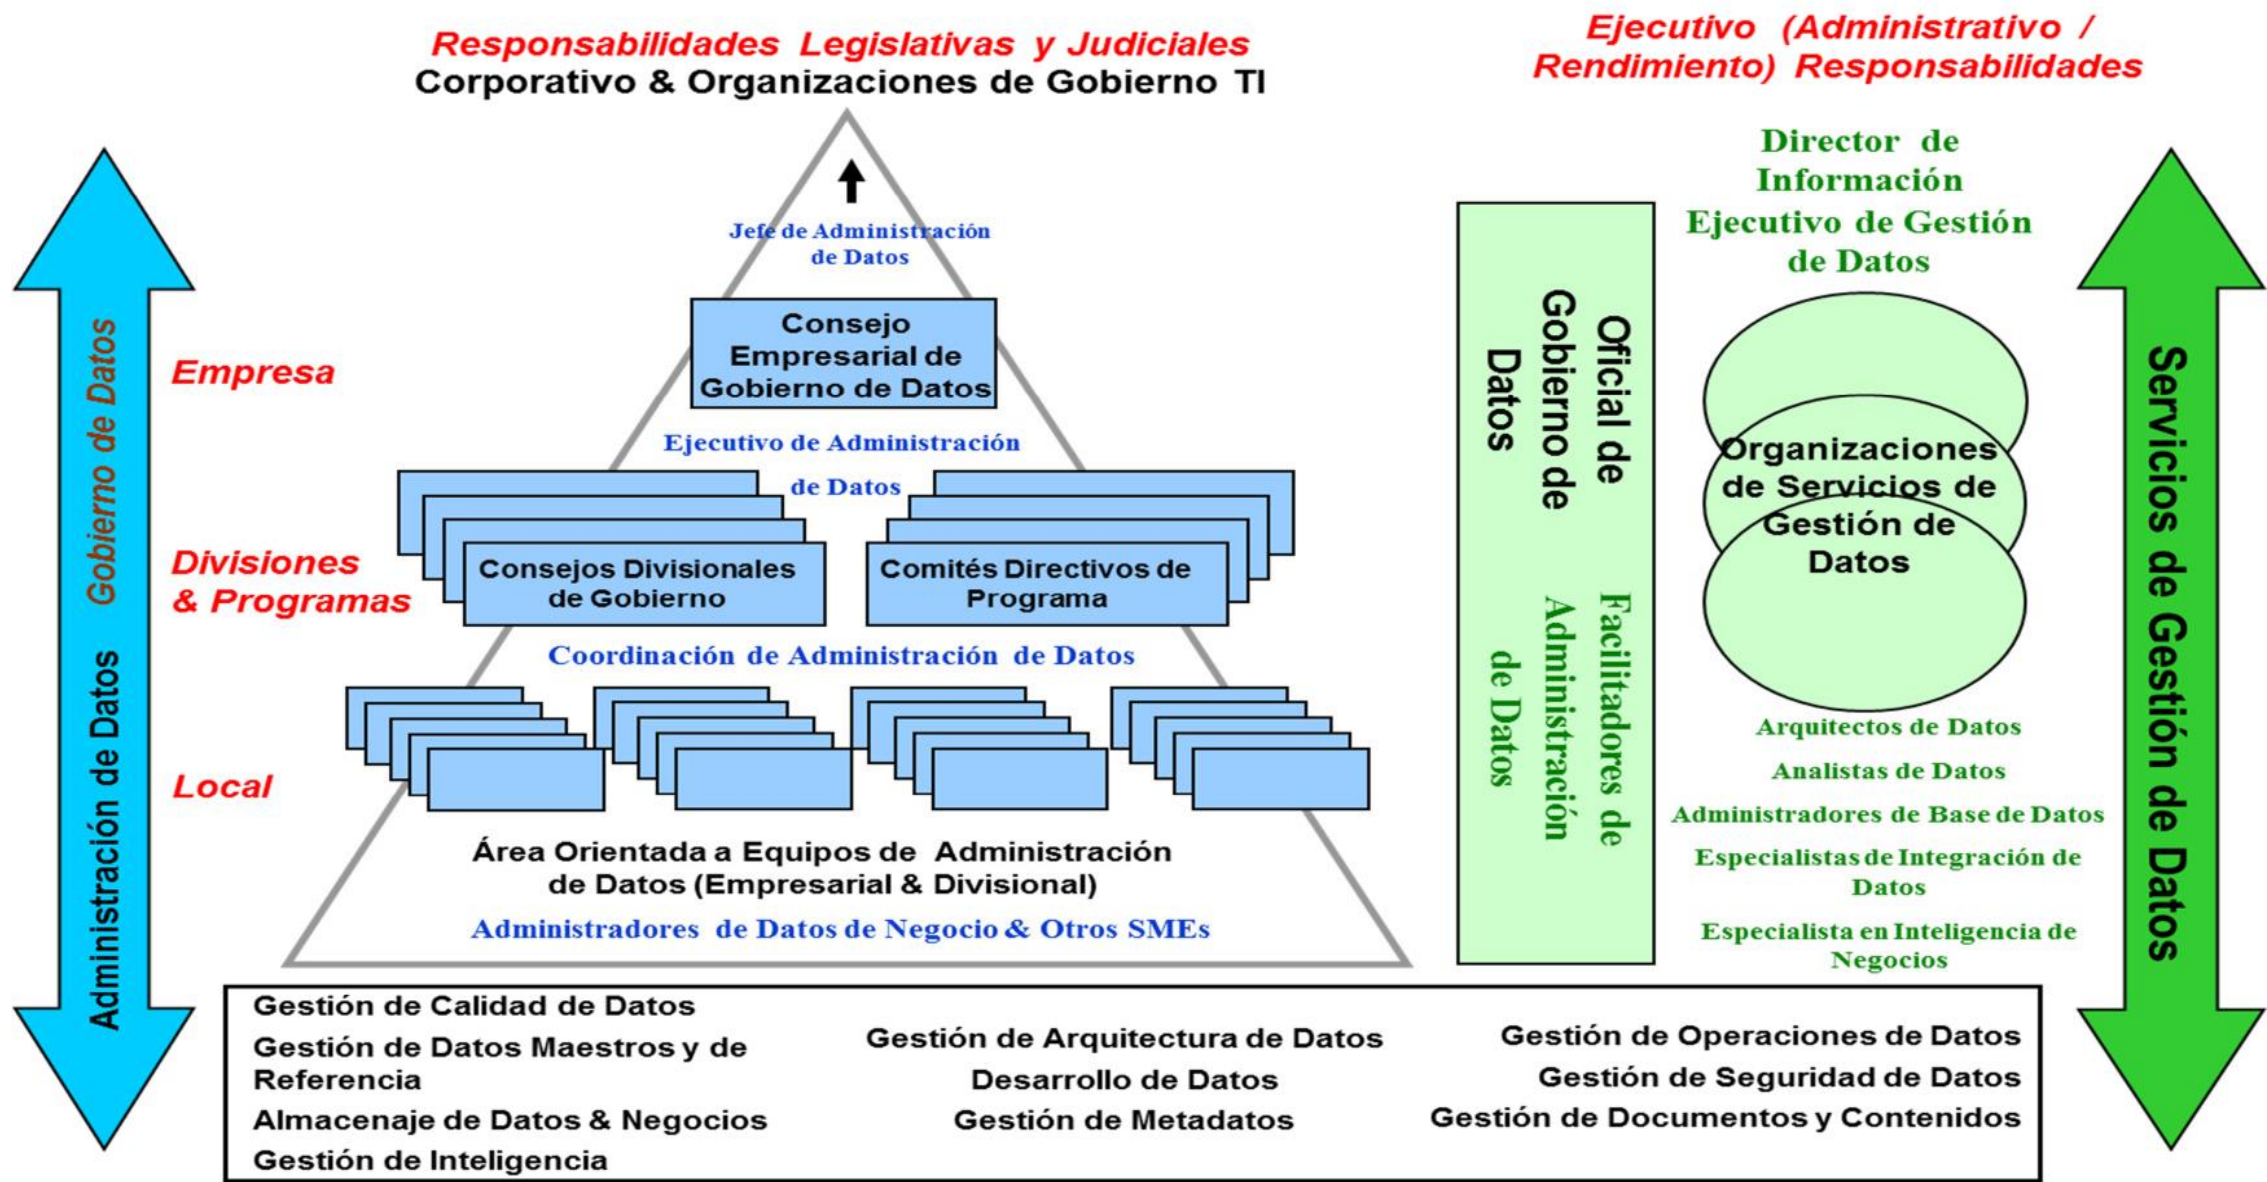 Responsabilidades Legislativas y Judiciales
Corporativo & Organizaciones de Gobierno TI
Ejecutivo (Administrativo /
Rendimiento) Responsabilidades
Gobierno de Datos
Administración de Datos
Empresa
Divisiones
& Programas
Local
Jefe de Administración
de Datos
Consejo
Empresarial de
Gobierno de Datos
Ejecutivo de Administración
de Datos
Consejos Divisionales
de Gobierno
Comités Directivos de
Programa
Coordinación de Administración de Datos
Área Orientada a Equipos de Administración
de Datos (Empresarial & Divisional)
Administradores de Datos de Negocio & Otros SMEs
Oficial de
Gobierno de
Datos
Facilitadores de
Administración
de Datos
Director de
Información
Ejecutivo de Gestión
de Datos
Organizaciones
de Servicios de
Gestión de
Datos
Arquitectos de Datos
Analistas de Datos
Administradores de Base de Datos
Especialistas de Integración de
Datos
Especialista en Inteligencia de
Negocios
Servicios de Gestión de Datos
Gestión de Calidad de Datos
Gestión de Datos Maestros y de
Referencia
Almacenaje de Datos & Negocios
Gestión de Inteligencia
Gestión de Arquitectura de Datos
Desarrollo de Datos
Gestión de Metadatos
Gestión de Operaciones de Datos
Gestión de Seguridad de Datos
Gestión de Documentos y Contenidos